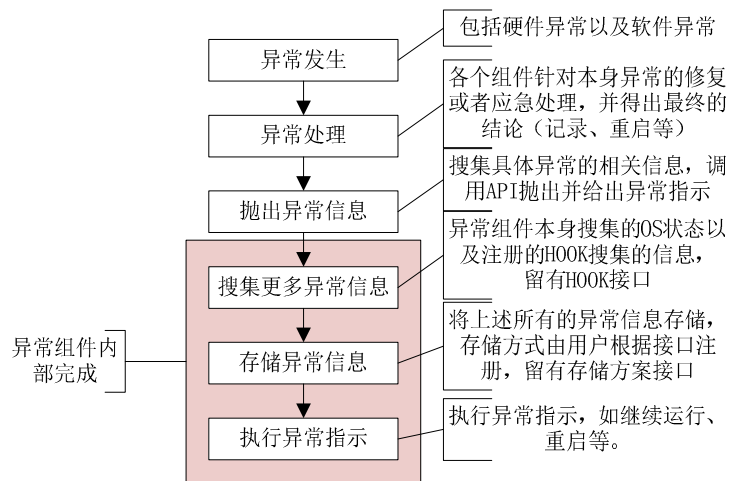 包括硬件异常以及软件异常
异常发生
各个组件针对本身异常的修复
或者应急处理，并得出最终的
结论（记录、重启等）
异常处理
搜集具体异常的相关信息，调
用API抛出并给出异常指示
抛出异常信息
异常组件本身搜集的OS状态以
及注册的HOOK搜集的信息，
留有HOOK接口
搜集更多异常信息
将上述所有的异常信息存储，
存储方式由用户根据接口注
册，留有存储方案接口
存储异常信息
异常组件内
部完成
执行异常指示，如继续运行、
重启等。
执行异常指示